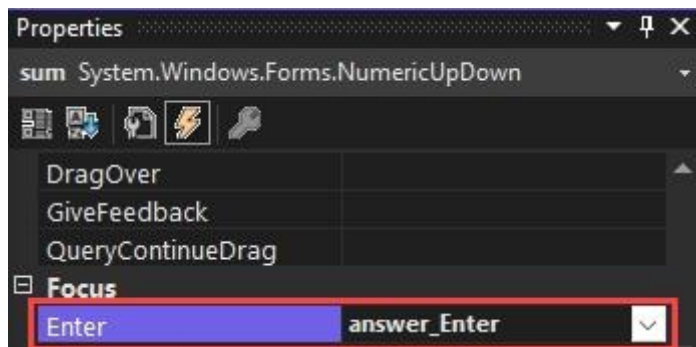 Properties
sum System.Windows.Forms.NumericUpDown
DragOver
GiveFeedback
QueryContinueDrag
Focus
Enter answer_Enter